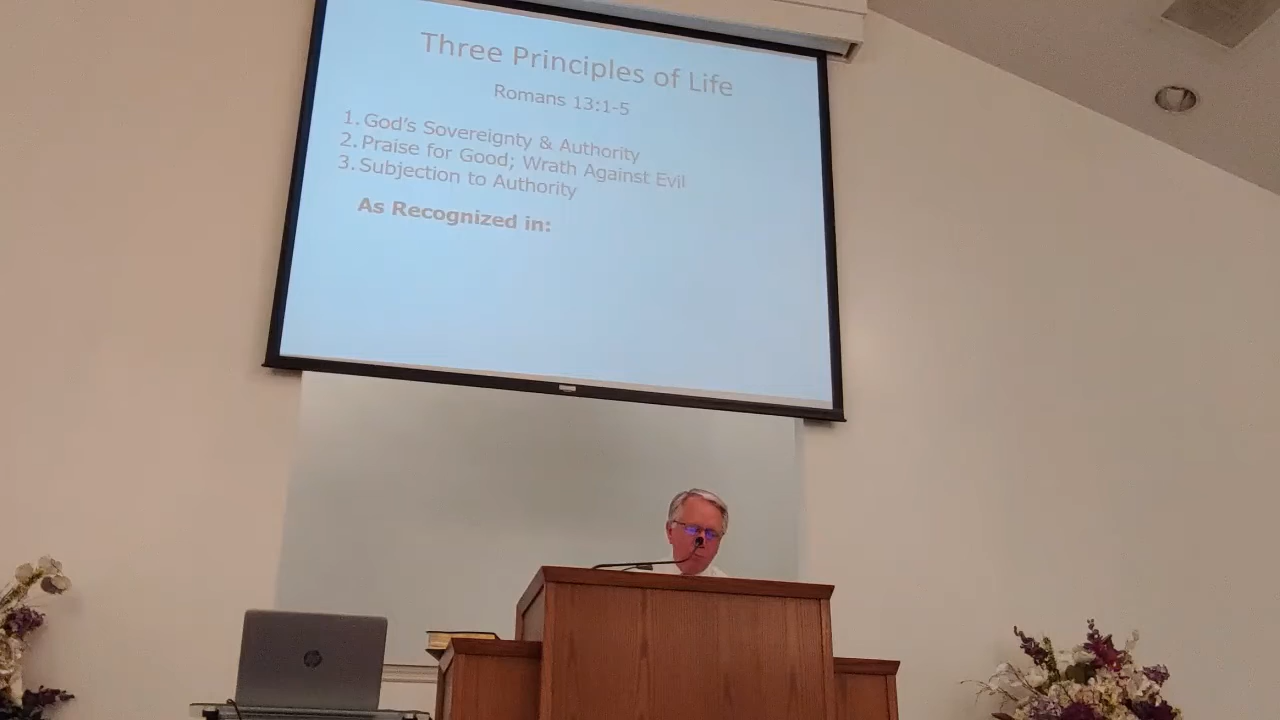 Three Principles of Life
Romans 13:1-5
1. God's Sovereignty & Authority
2. Praise for Good; Wrath Against Evil
3. Subjection to Authority
As Recognized in:
hp